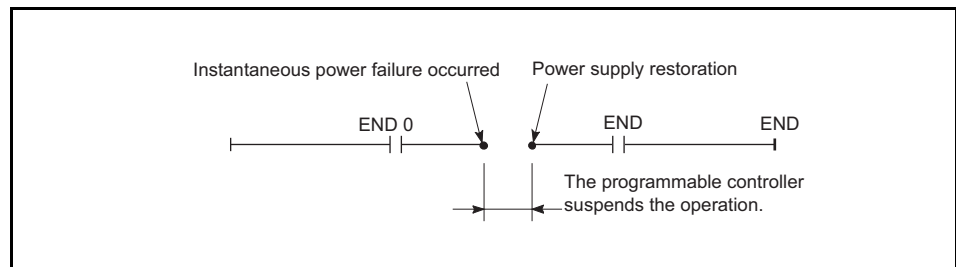 Instantaneous power failure occurred
Power supply restoration
END 0
END
END
The programmable controller
suspends the operation.